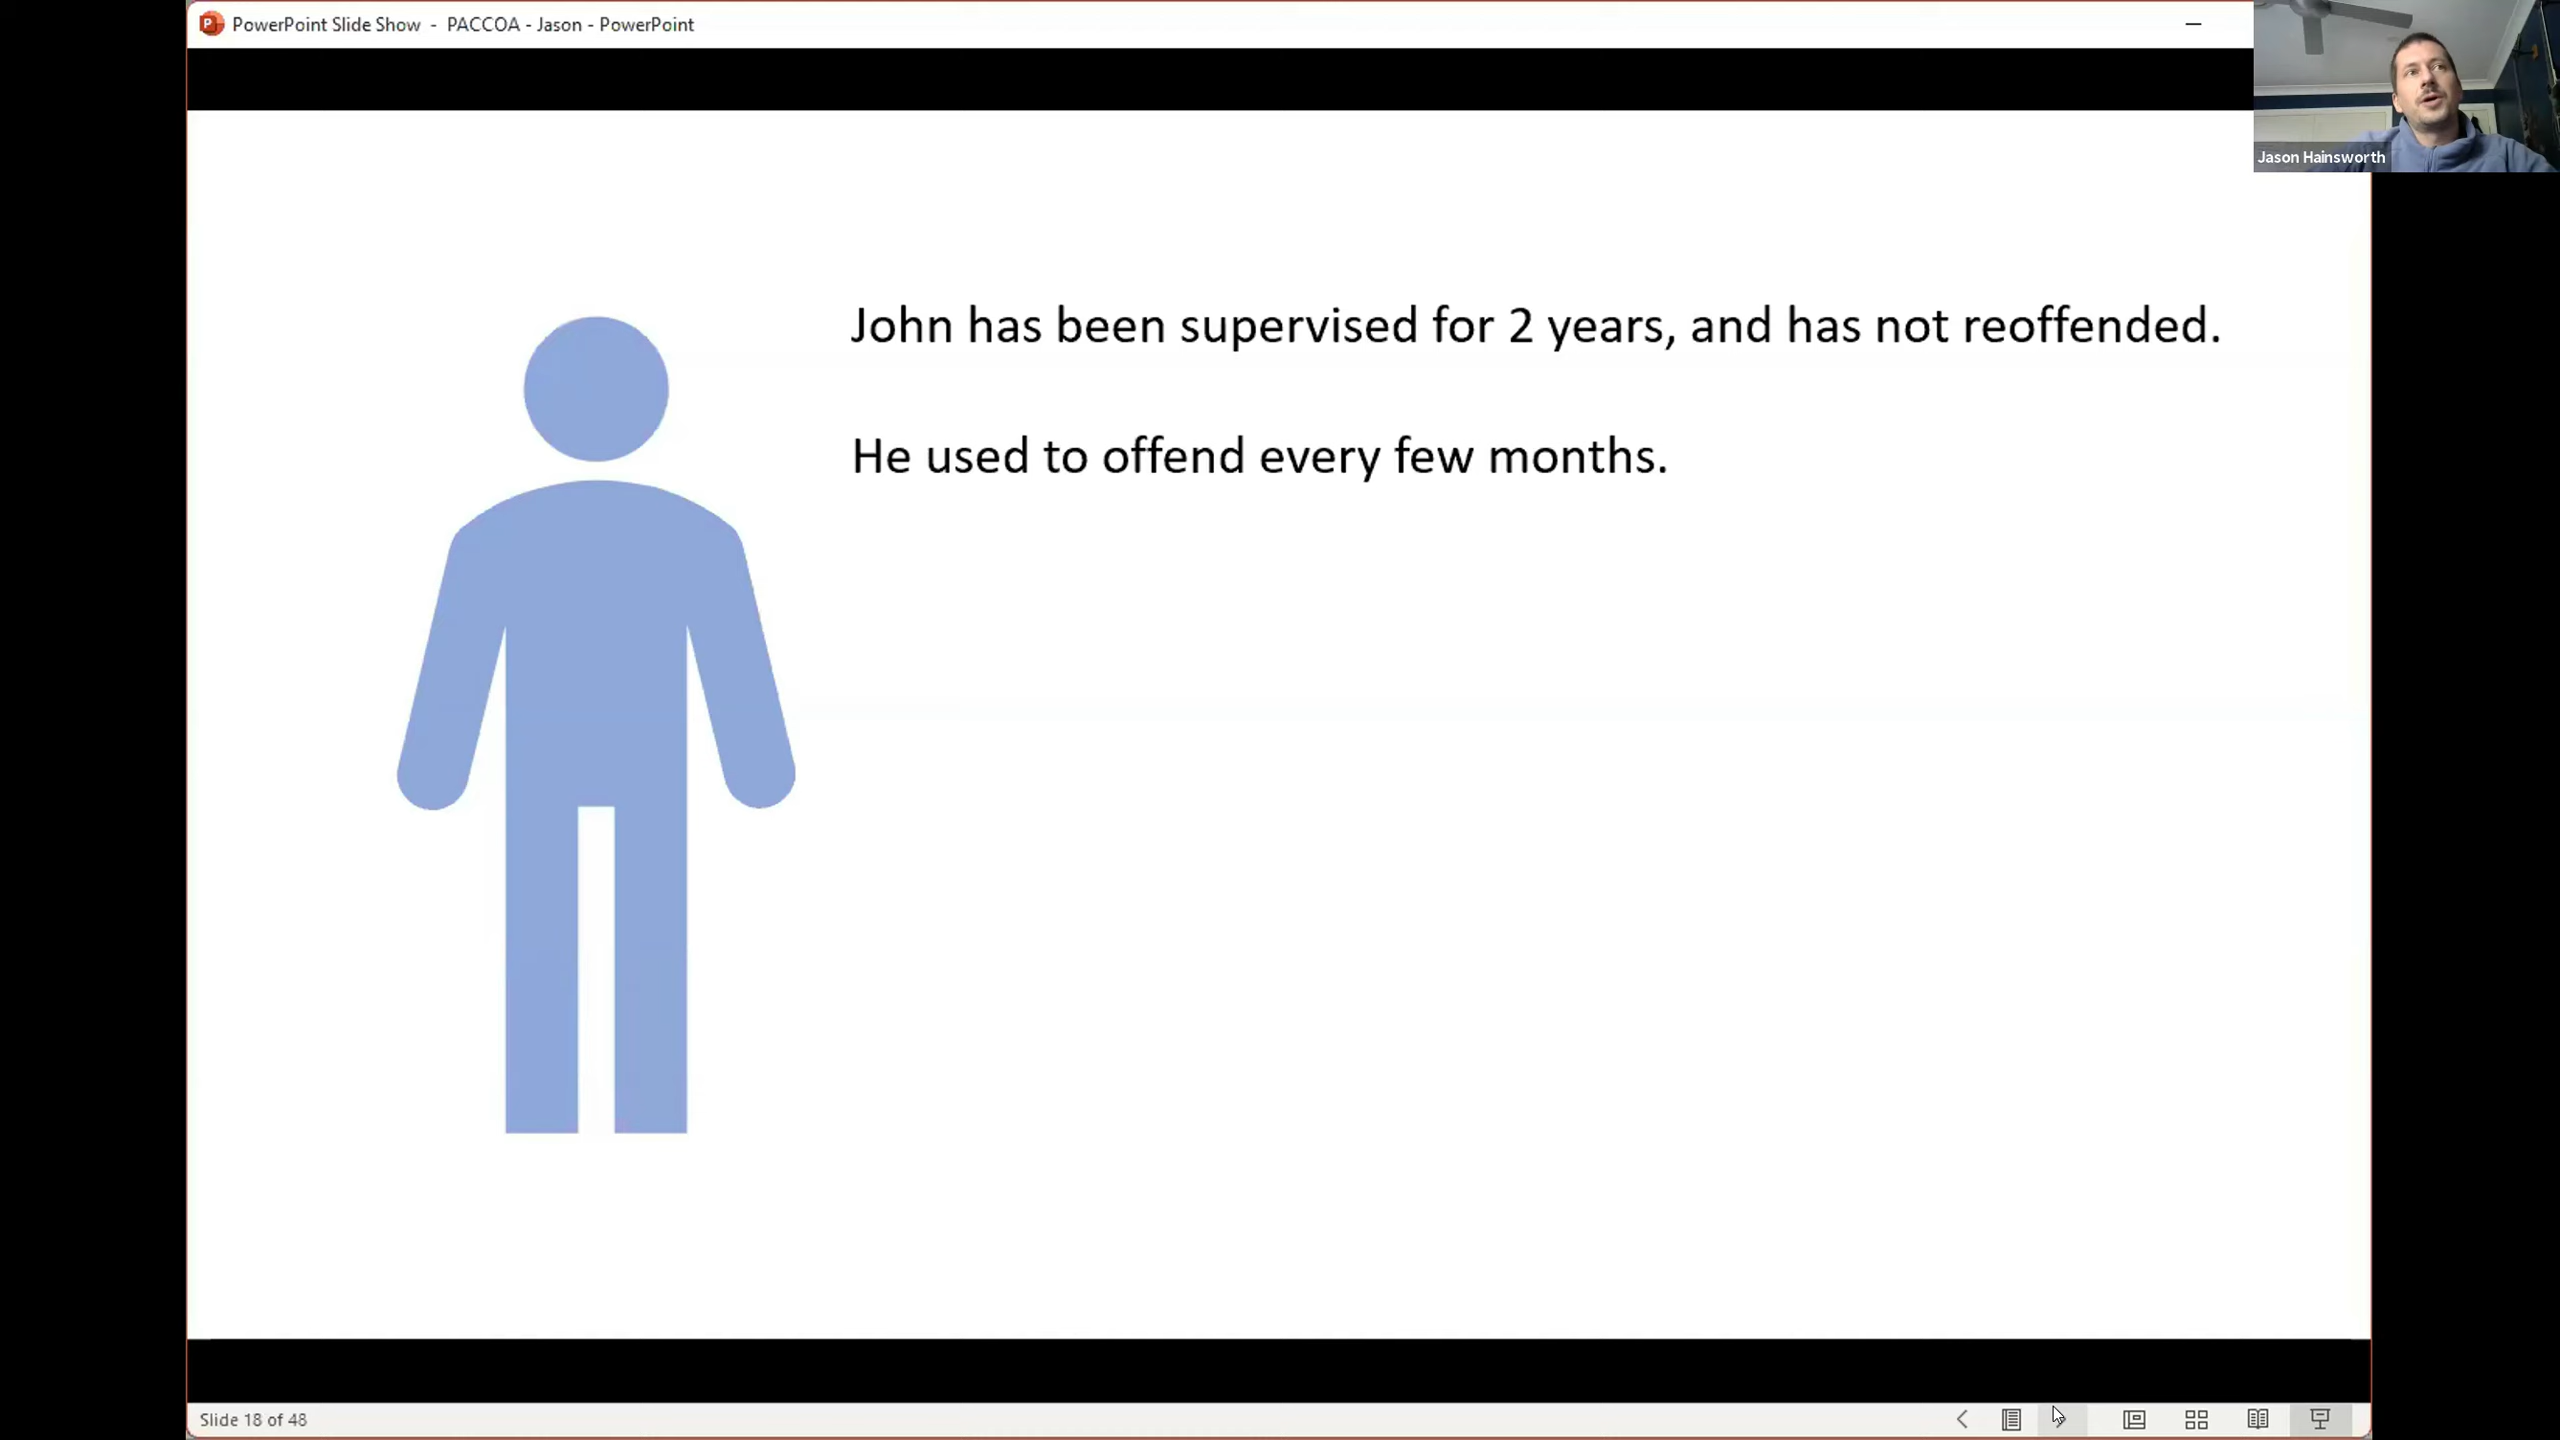 PowerPoint Slide Show - PACCOA - Jason - PowerPoint
Jason Hainsworth
John has been supervised for 2 years, and has not reoffended.
He used to offend every few months.
Slide 18 of 48